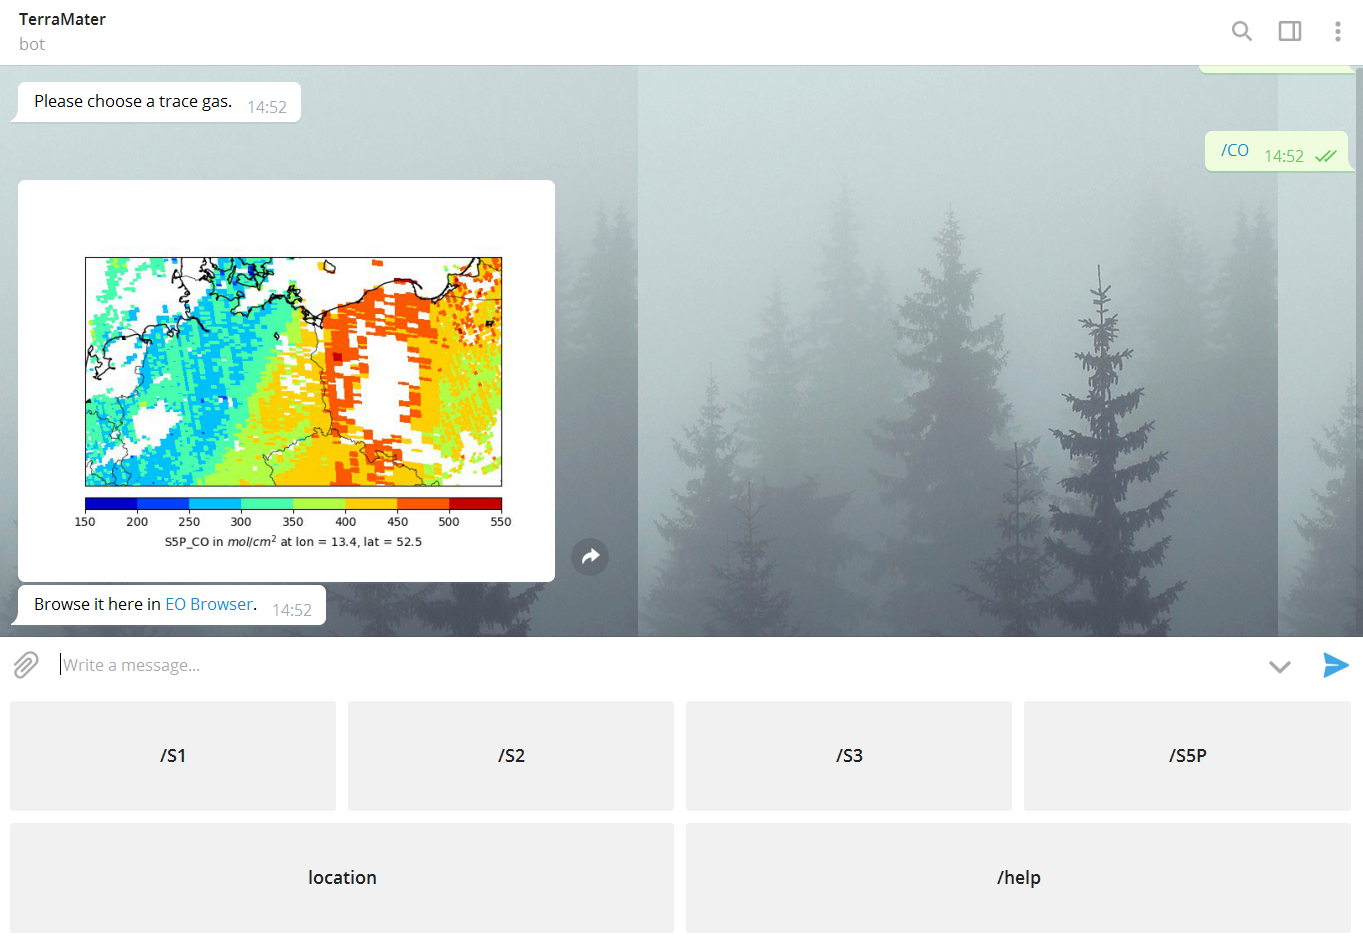 TerraMater
bot
Please choose a trace gas. 14:52
/CO 14:52
150 200 250 300 350 400 450 500 550
S5P_CO in mol/cm² at lon = 13.4, lat = 52.5
Browse it here in EO Browser. 14:52
Write a message...
/S1 /S2 /S3 /S5P
location /help